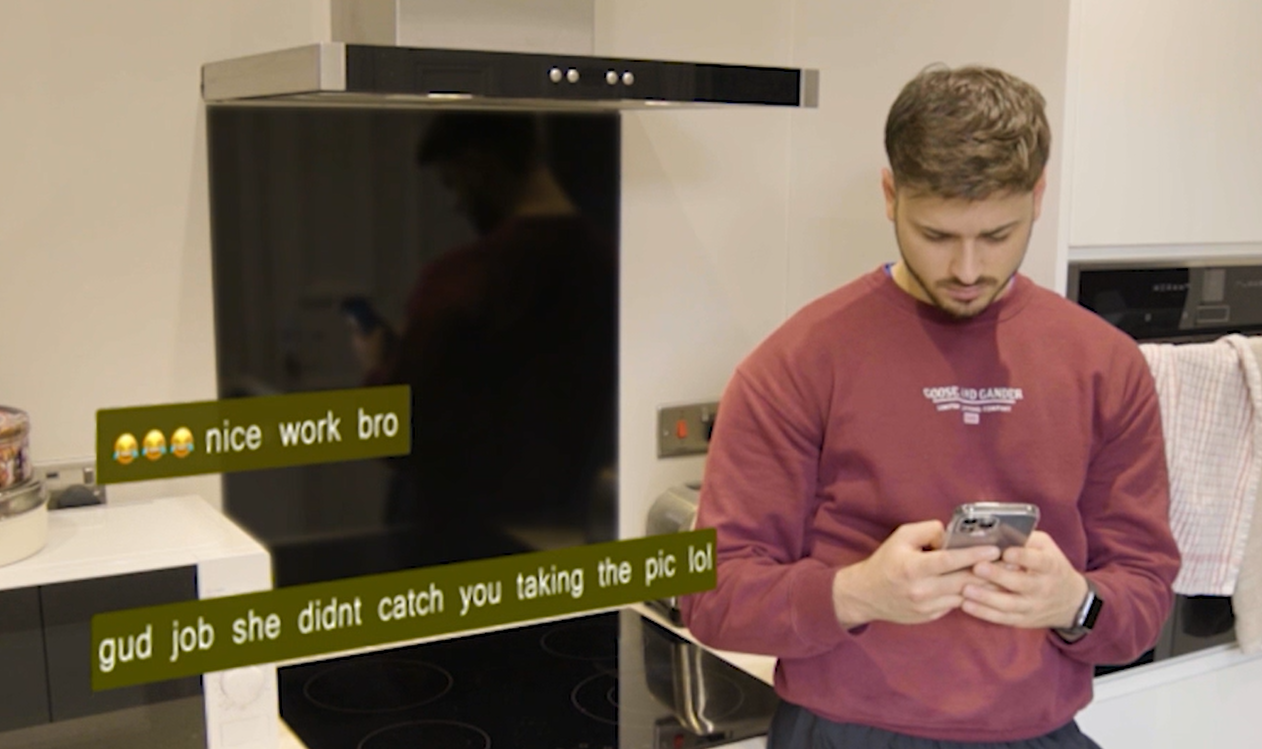 😂😂😂 nice work bro
gud job she didnt catch you taking the pic lol
GOOSE AND GANDER